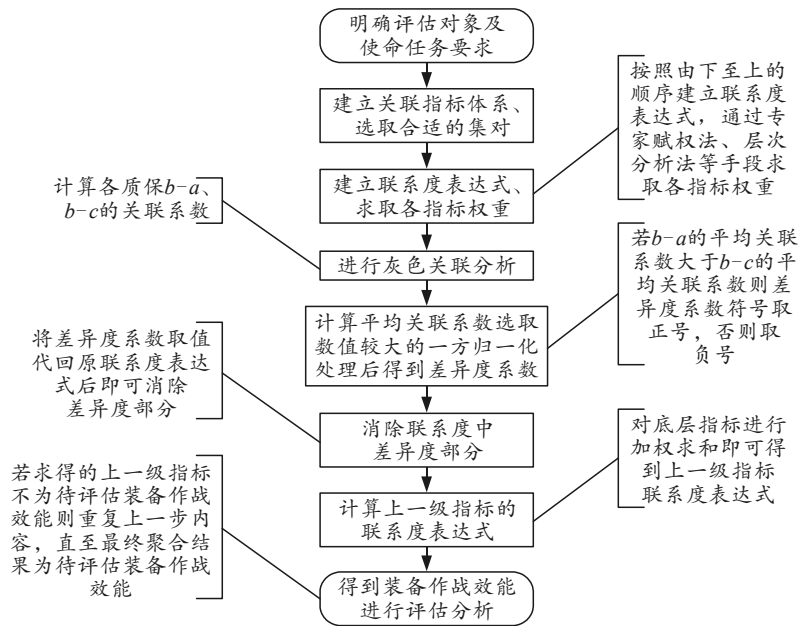 明确评估对象及
使命任务要求
建立关联指标体系、
选取合适的集对
按照由下至上的
顺序建立联系度
表达式，通过专
家赋权法、层次
分析法等手段求
取各指标权重
建立联系度表达式、
求取各指标权重
计算各质保b-a、
b-c的关联系数
进行灰色关联分析
若b-a的平均关联
系数大于b-c的平
均关联系数则差
异度系数符号取
正号，否则取
负号
计算平均关联系数选取
数值较大的一方归一化
处理后得到差异度系数
将差异度系数取值
代回原联系度表达
式后即可消除
差异度部分
消除联系度中
差异度部分
对底层指标进行
加权求和即可得
到上一级指标
联系度表达式
计算上一级指标的
联系度表达式
若求得的上一级指标
不为待评估装备作战
效能则重复上一步内
容，直至最终聚合结
果为待评估装备作战
效能
得到装备作战效能
进行评估分析